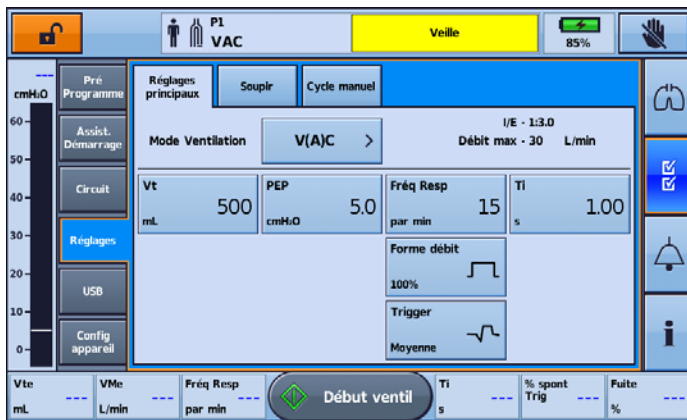 P1
VAC
Veille
85%
---
cmH₂O
60
50
40
30
20
10
0
Pré
Programme
Assist.
Démarrage
Circuit
Réglages
USB
Config
appareil
Réglages
principaux
Soupir
Cycle manuel
Mode Ventilation
V(A)C >
I/E - 1:3.0
Débit max - 30 L/min
Vt
500
mL
PEP
5.0
cmH₂O
Fréq Resp
15
par min
Ti
1.00
s
Forme débit
100%
Trigger
Moyenne
i
Vte
---
mL
VMe
---
L/min
Fréq Resp
---
par min
Début ventil
Ti
---
s
% spont
Trig
---
Fuite
---
%